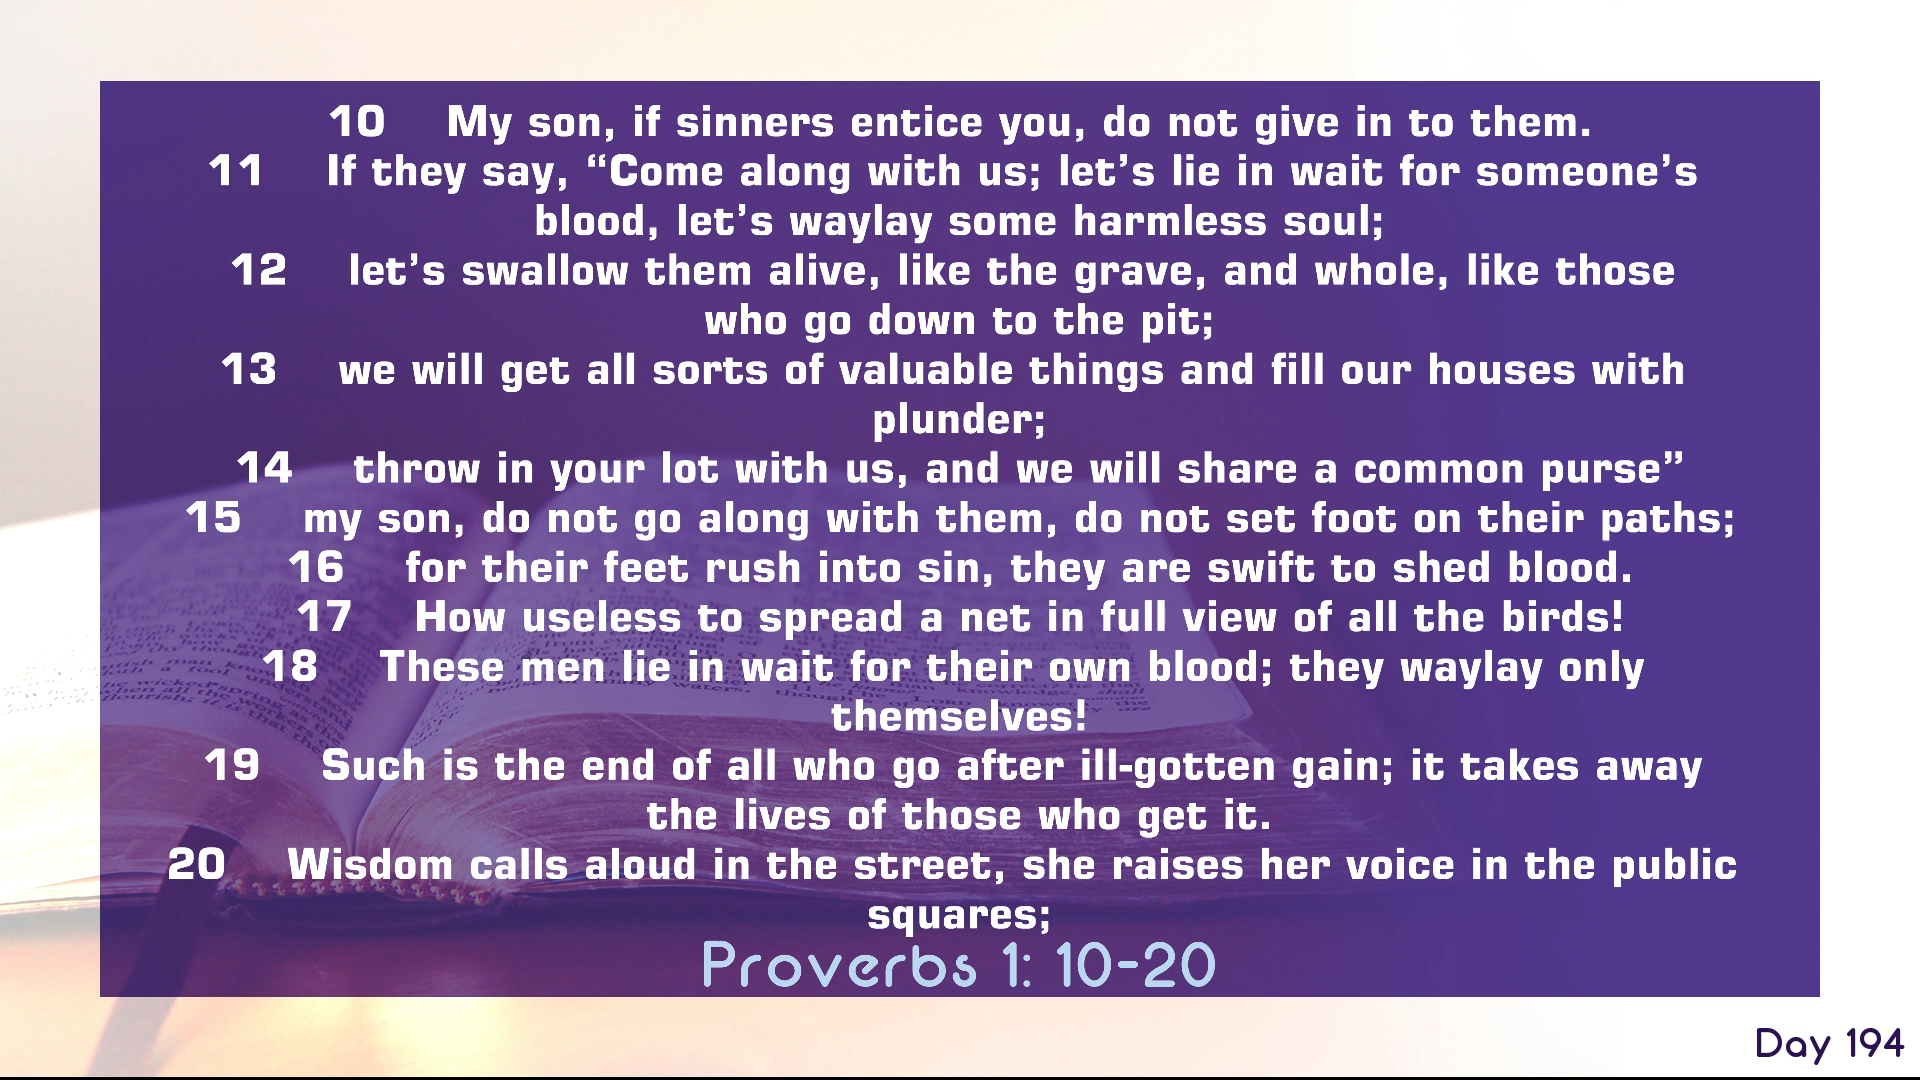 10 My son, if sinners entice you, do not give in to them.
11 If they say, “Come along with us; let’s lie in wait for someone’s
blood, let’s waylay some harmless soul;
12 let’s swallow them alive, like the grave, and whole, like those
who go down to the pit;
13 we will get all sorts of valuable things and fill our houses with
plunder;
14 throw in your lot with us, and we will share a common purse”
15 my son, do not go along with them, do not set foot on their paths;
16 for their feet rush into sin, they are swift to shed blood.
17 How useless to spread a net in full view of all the birds!
18 These men lie in wait for their own blood; they waylay only
themselves!
19 Such is the end of all who go after ill-gotten gain; it takes away
the lives of those who get it.
20 Wisdom calls aloud in the street, she raises her voice in the public
squares;
Proverbs 1: 10-20
Day 194